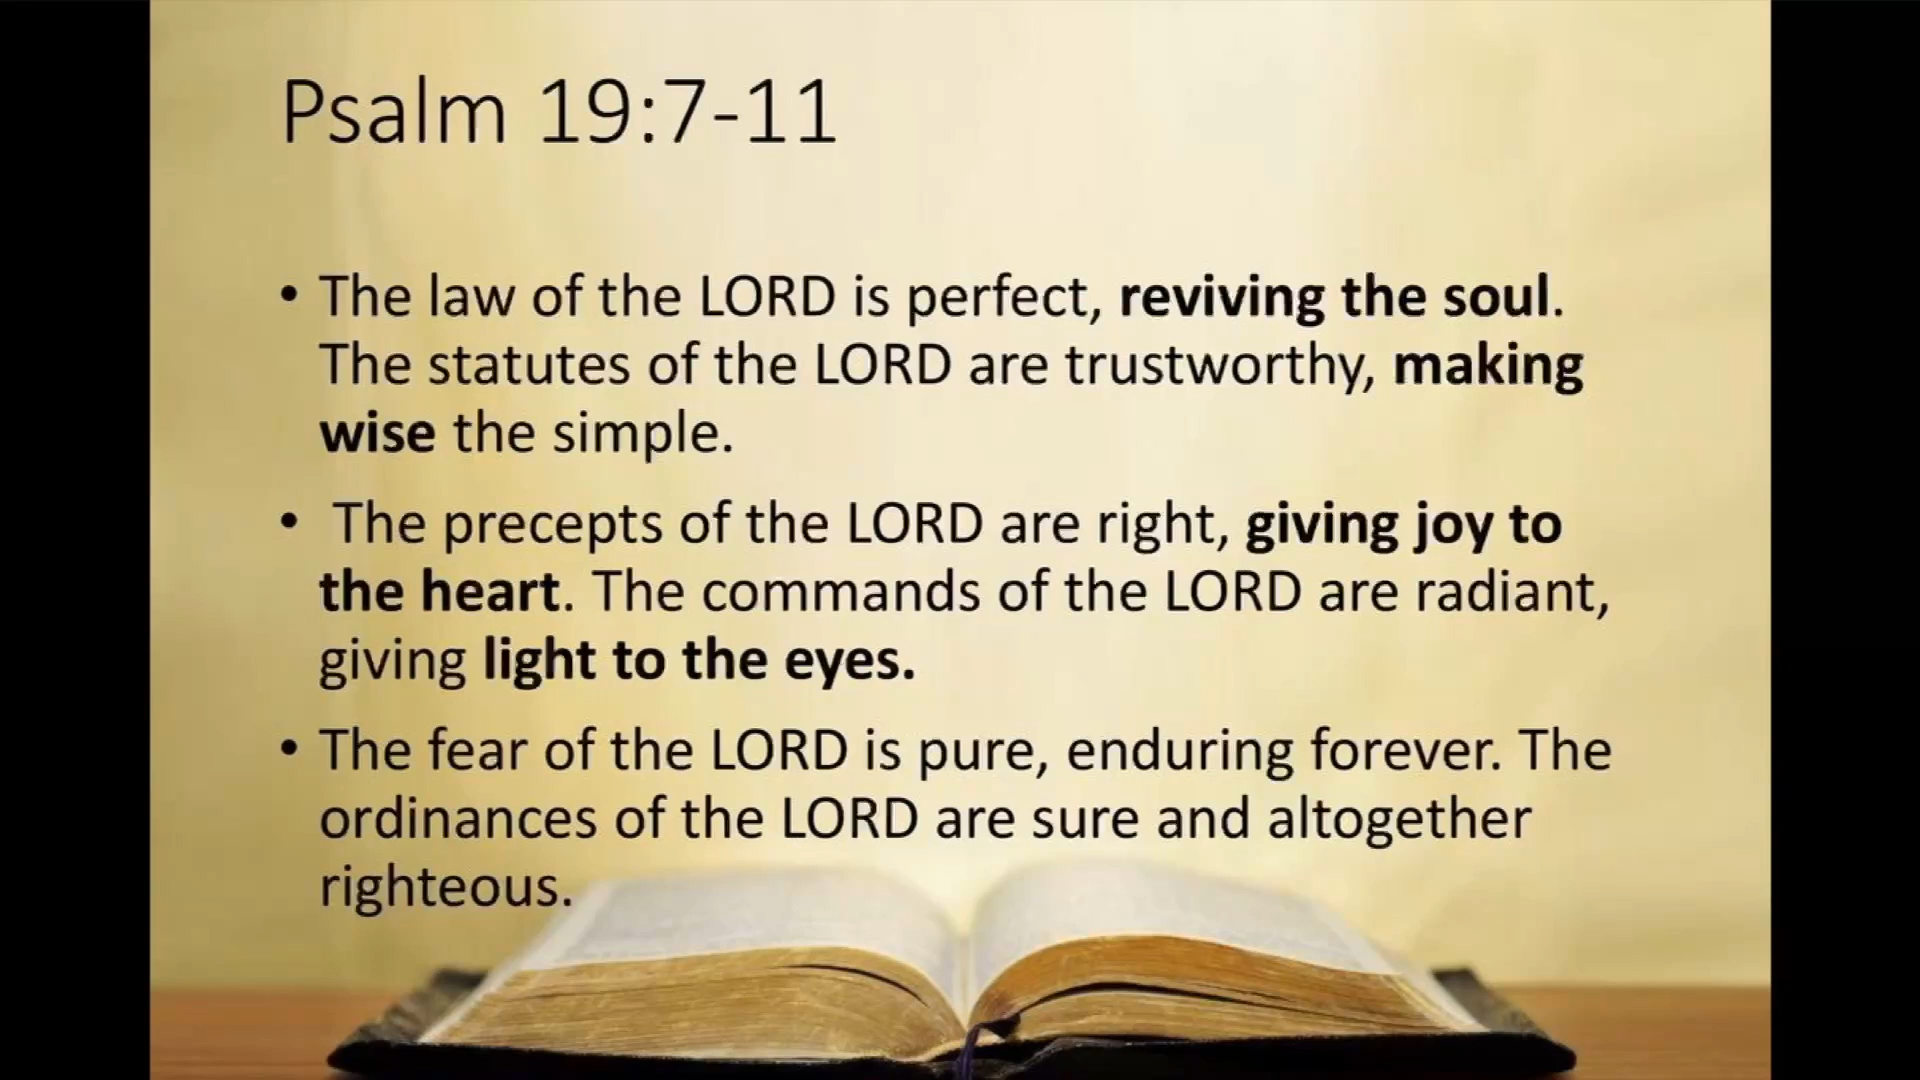 Psalm 19:7-11
• The law of the LORD is perfect, reviving the soul.
The statutes of the LORD are trustworthy, making
wise the simple.
• The precepts of the LORD are right, giving joy to
the heart. The commands of the LORD are radiant,
giving light to the eyes.
• The fear of the LORD is pure, enduring forever. The
ordinances of the LORD are sure and altogether
righteous.